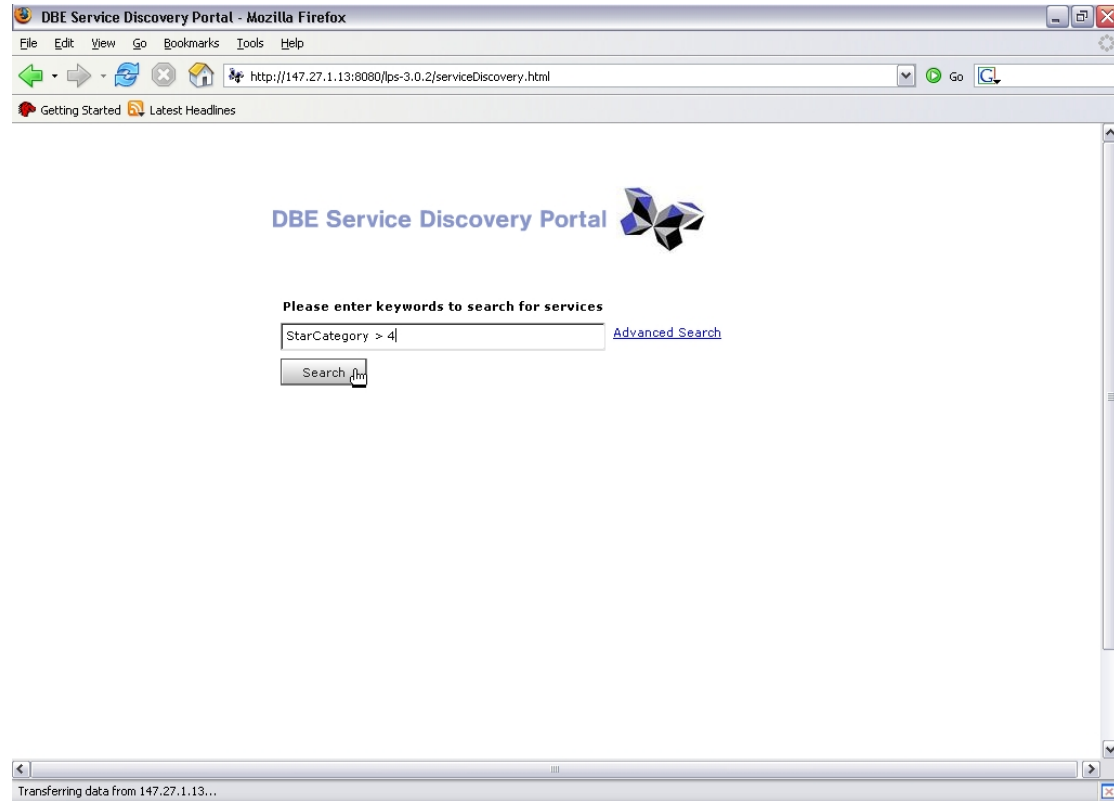 DBE Service Discovery Portal - Mozilla Firefox
File Edit View Go Bookmarks Tools Help
http://147.27.1.13:8080/lps-3.0.2/serviceDiscovery.html Go G
Getting Started Latest Headlines
DBE Service Discovery Portal
Please enter keywords to search for services
StarCategory > 4 Advanced Search
Search
Transferring data from 147.27.1.13...